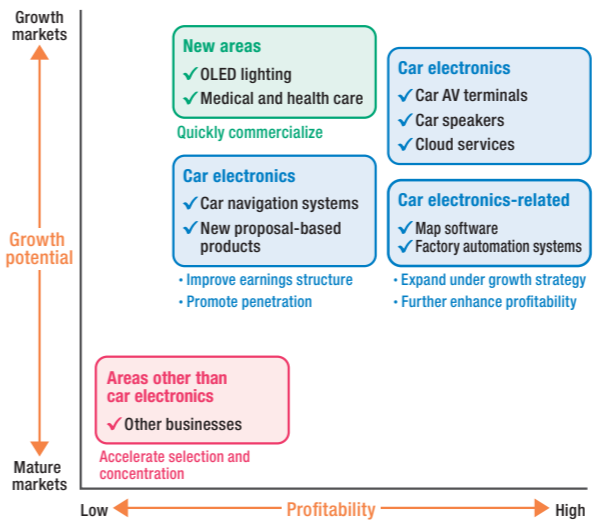 Growth
markets
New areas
✓ OLED lighting
✓ Medical and health care
Quickly commercialize
Car electronics
✓ Car AV terminals
✓ Car speakers
✓ Cloud services
Car electronics
✓ Car navigation systems
✓ New proposal-based
products
• Improve earnings structure
• Promote penetration
Car electronics-related
✓ Map software
✓ Factory automation systems
• Expand under growth strategy
• Further enhance profitability
Growth
potential
Areas other than
car electronics
✓ Other businesses
Accelerate selection and
concentration
Mature
markets
Low
Profitability
High